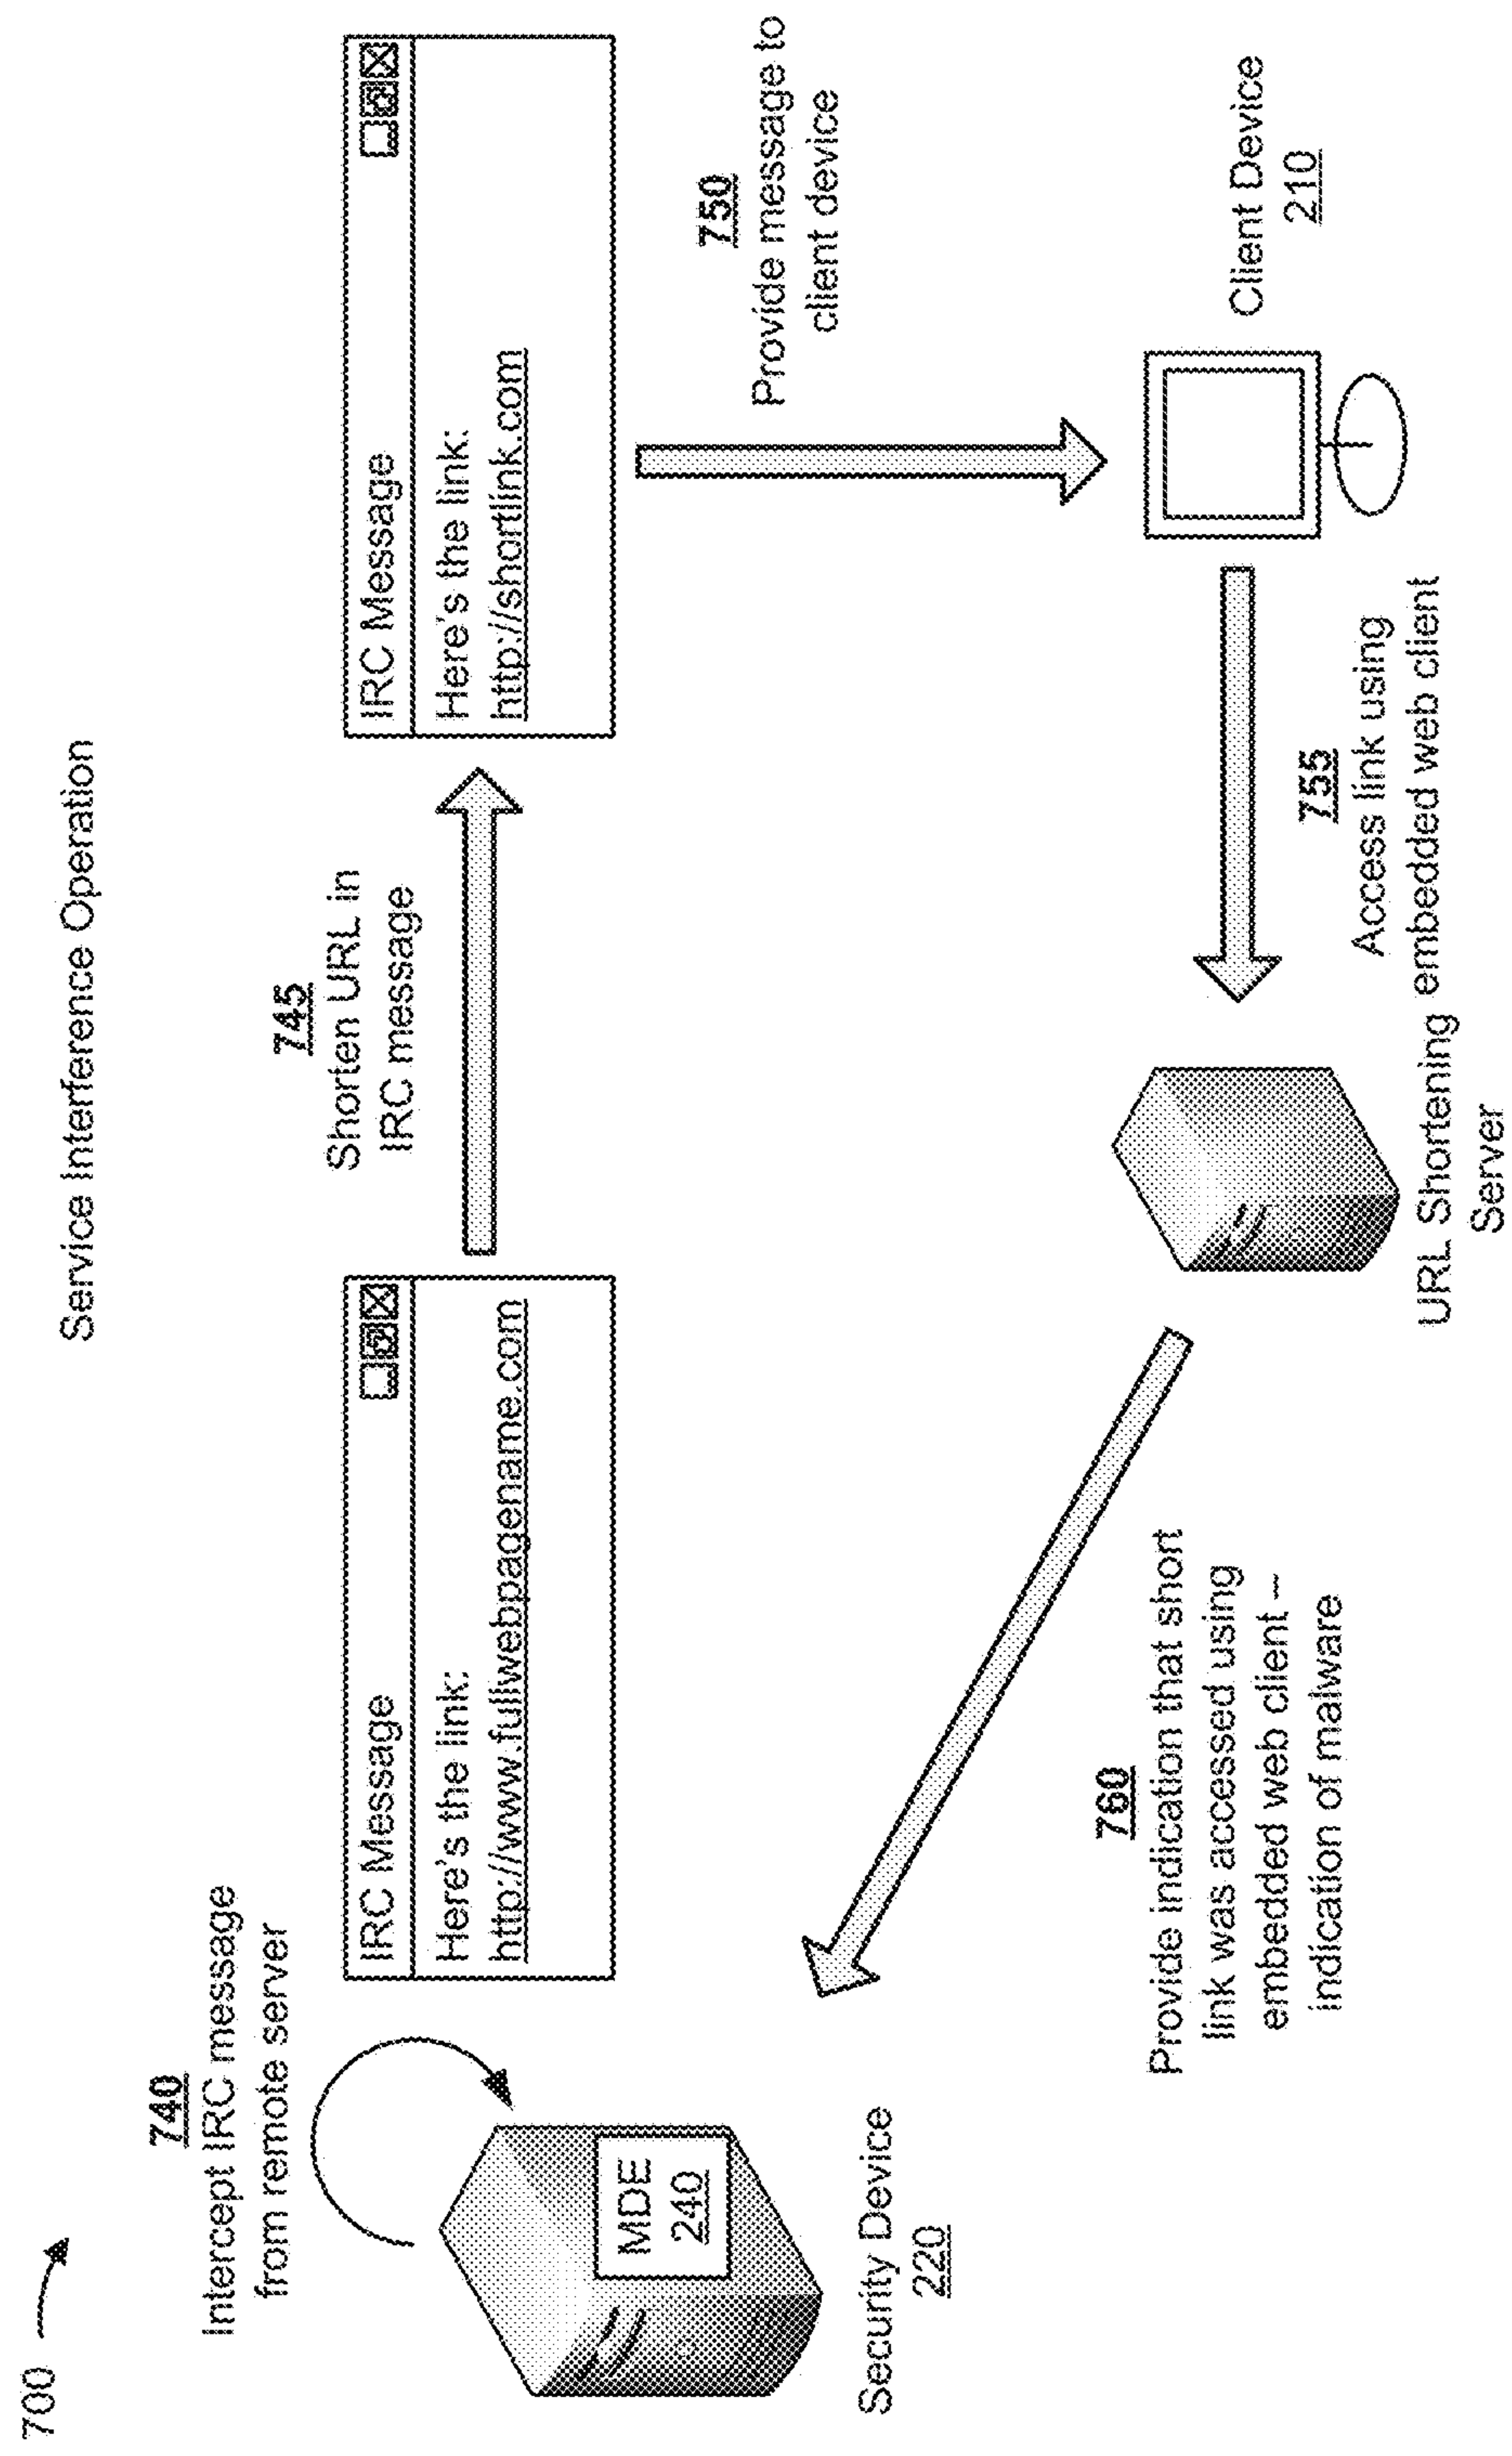 700
Service Interference Operation
740
Intercept IRC message
from remote server
IRC Message
Here's the link:
http://www.fullwebpagename.com
745
Shorten URL in
IRC message
IRC Message
Here's the link:
http://shortlink.com
MDE
240
Security Device
220
750
Provide message to
client device
760
Provide indication that short
link was accessed using
embedded web client –
indication of malware
URL Shortening
Server
755
Access link using
embedded web client
Client Device
210